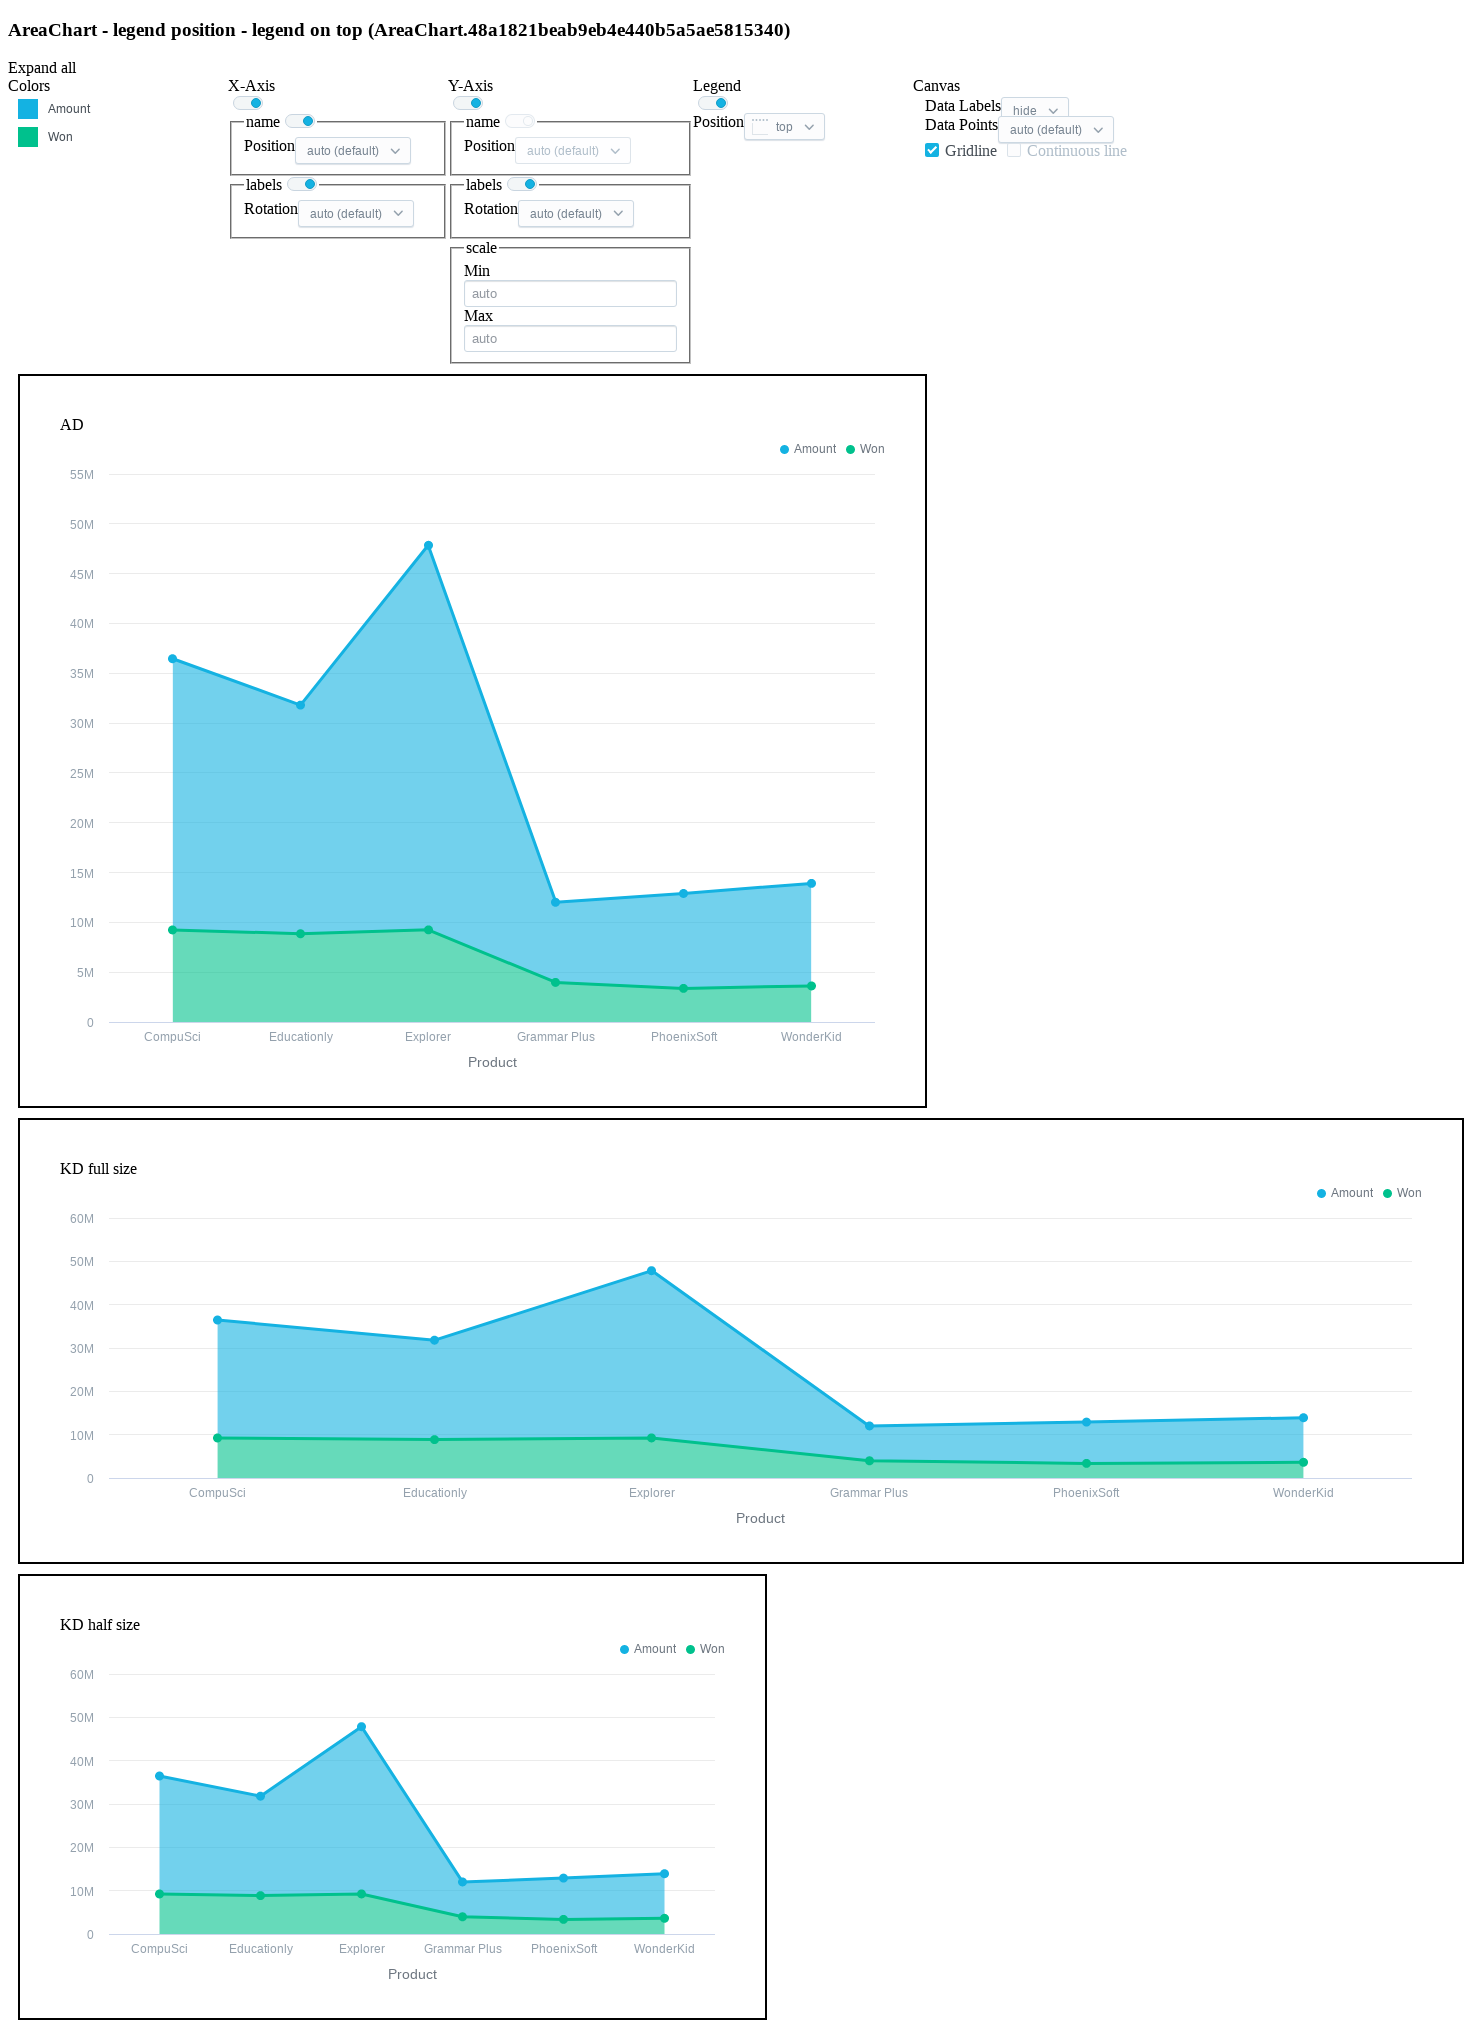 AreaChart - legend position - legend on top (AreaChart.48a1821beab9eb4e440b5a5ae5815340)
Expand all
Colors
Amount
Won
X-Axis
name
Position auto (default)
labels
Rotation auto (default)
Y-Axis
name
Position auto (default)
labels
Rotation auto (default)
scale
Min
auto
Max
auto
Legend
Position top
Canvas
Data Labels hide
Data Points auto (default)
Gridline Continuous line
AD
Amount Won
55M
50M
45M
40M
35M
30M
25M
20M
15M
10M
5M
0
CompuSci Educationly Explorer Grammar Plus PhoenixSoft WonderKid
Product
KD full size
Amount Won
60M
50M
40M
30M
20M
10M
0
CompuSci Educationly Explorer Grammar Plus PhoenixSoft WonderKid
Product
KD half size
Amount Won
60M
50M
40M
30M
20M
10M
0
CompuSci Educationly Explorer Grammar Plus PhoenixSoft WonderKid
Product